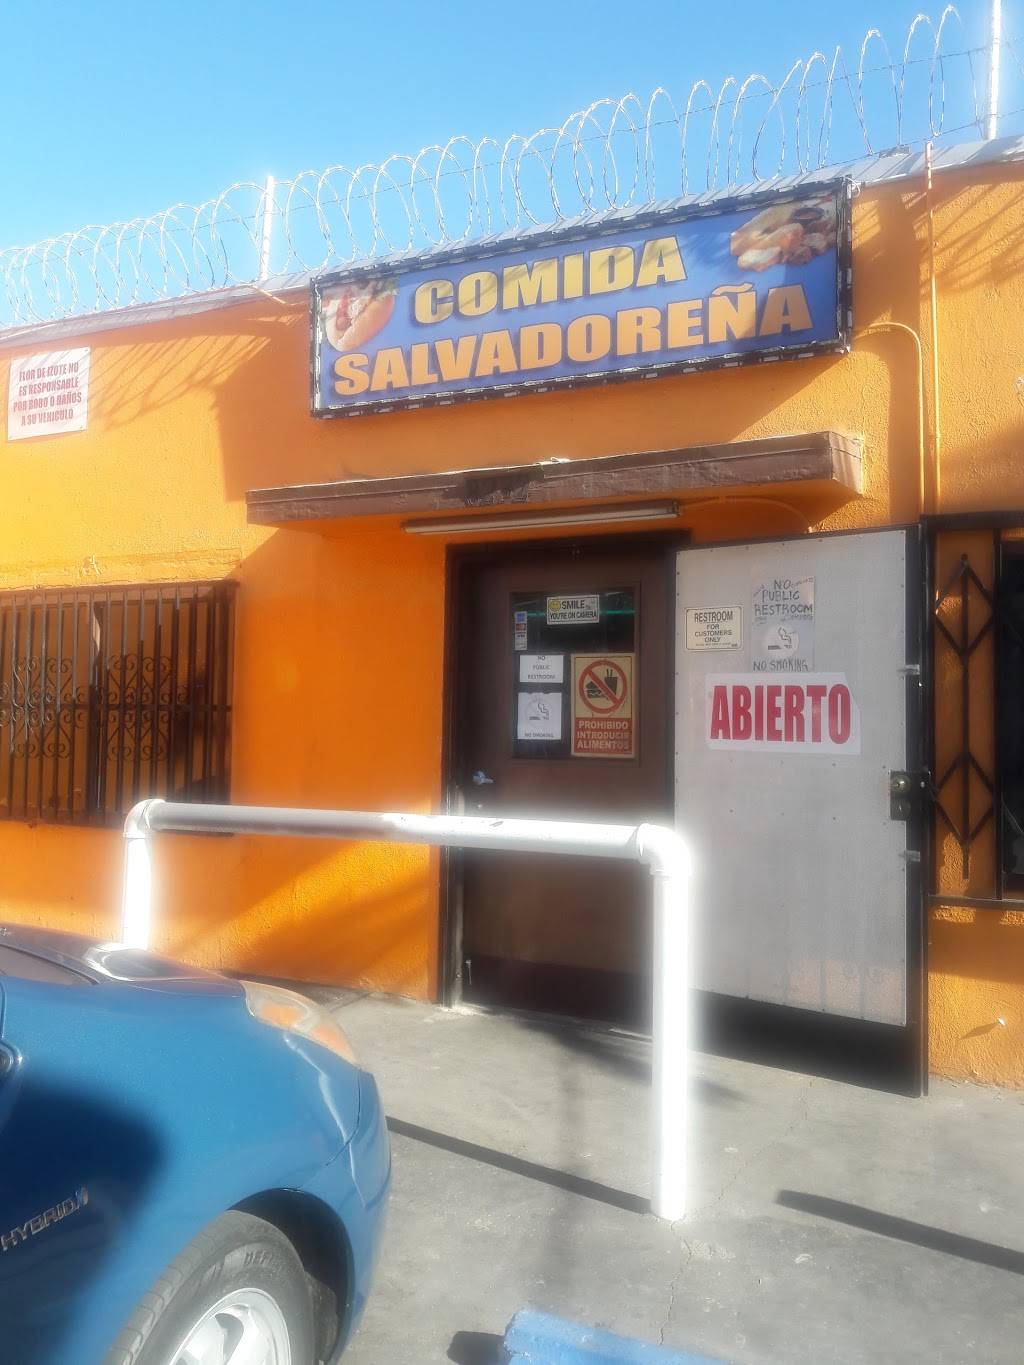 COMIDA
SALVADOREÑA
FLOR DE IZOTE NO
ES RESPONSABLE
POR ROBO O DAÑOS
A SU VEHICULO
SMILE
YOU'RE ON CAMERA
NO
PUBLIC
RESTROOM
NO SMOKING
PROHIBIDO
INTRODUCIR
ALIMENTOS
RESTROOM
FOR
CUSTOMERS
ONLY
NO
PUBLIC
RESTROOM
NO SMOKING
ABIERTO
HYBRID